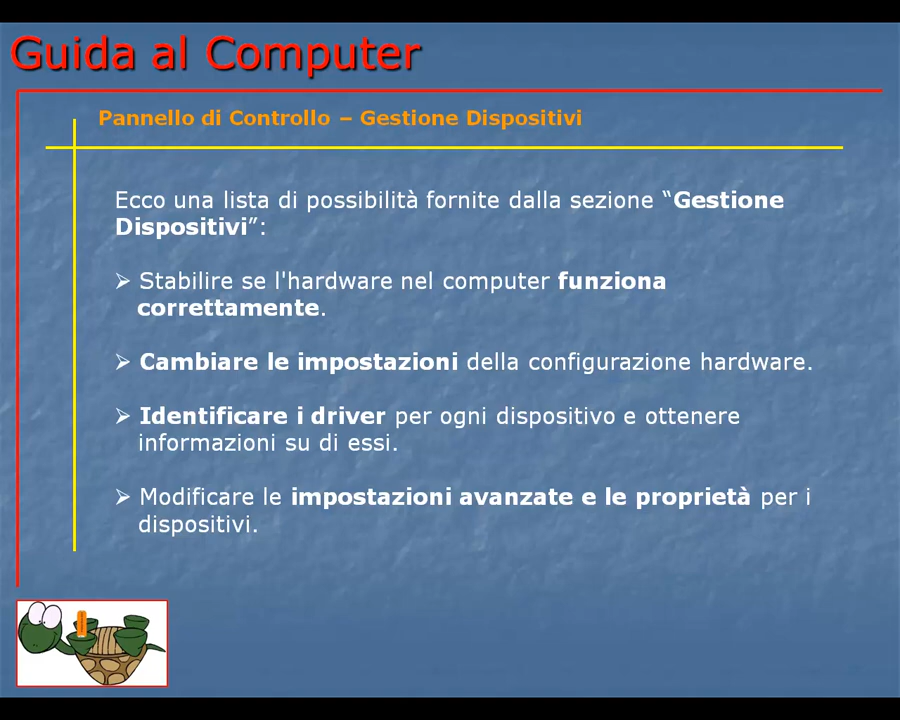 Guida al Computer
Pannello di Controllo – Gestione Dispositivi
Ecco una lista di possibilità fornite dalla sezione “Gestione
Dispositivi”:
➢ Stabilire se l'hardware nel computer funziona
correttamente.
➢ Cambiare le impostazioni della configurazione hardware.
➢ Identificare i driver per ogni dispositivo e ottenere
informazioni su di essi.
➢ Modificare le impostazioni avanzate e le proprietà per i
dispositivi.